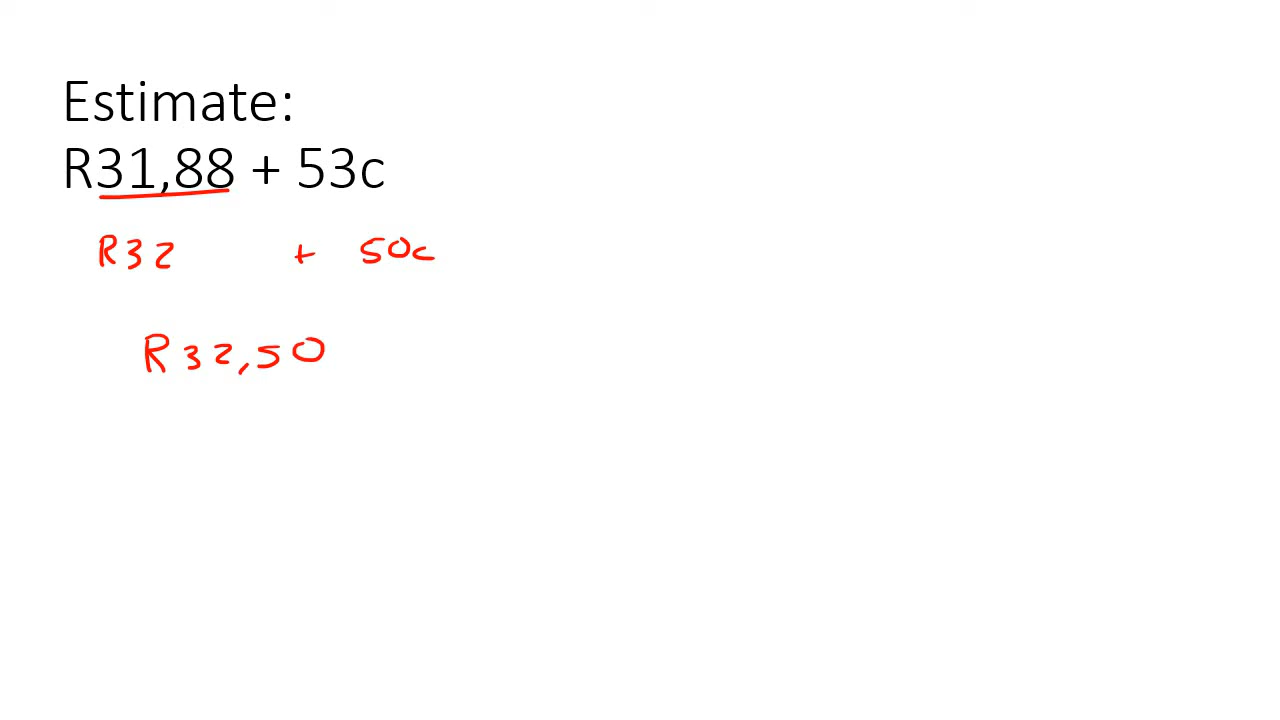 Estimate:
R31,88 + 53c
R32 + 50c
R32,50